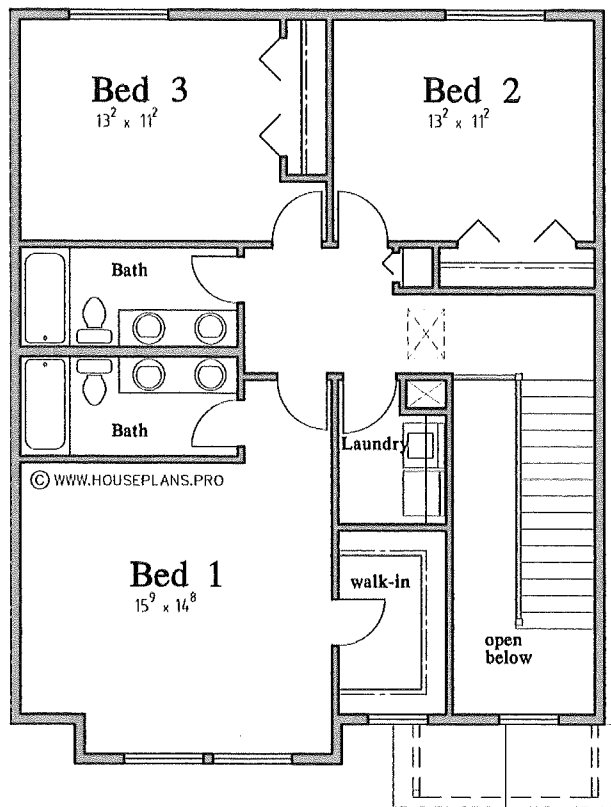 Bed 3
13² x 11²
Bed 2
13² x 11²
Bath
Bath
Laundry
© WWW.HOUSEPLANS.PRO
Bed 1
15⁹ x 14⁸
walk-in
open
below